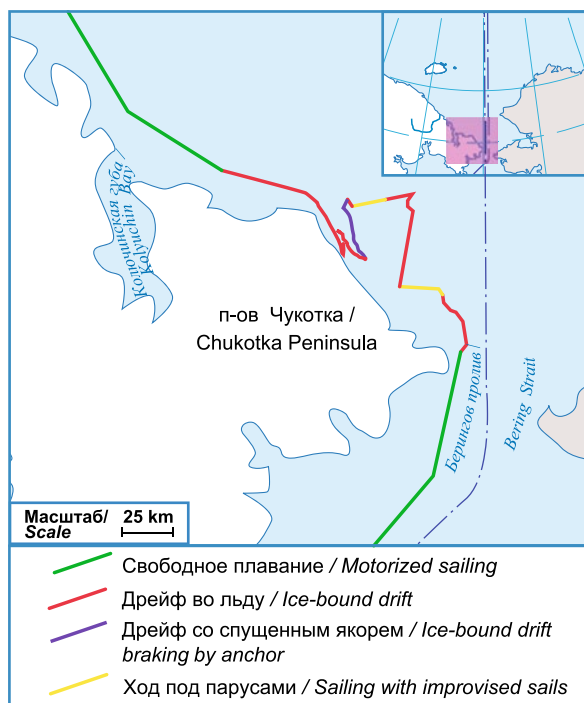 Колючинская губа /
Kolyuchin Bay
п-ов Чукотка /
Chukotka Peninsula
Берингов пролив /
Bering Strait
Масштаб/
Scale
25 km
Свободное плавание / Motorized sailing
Дрейф во льду / Ice-bound drift
Дрейф со спущенным якорем / Ice-bound drift
braking by anchor
Ход под парусами / Sailing with improvised sails